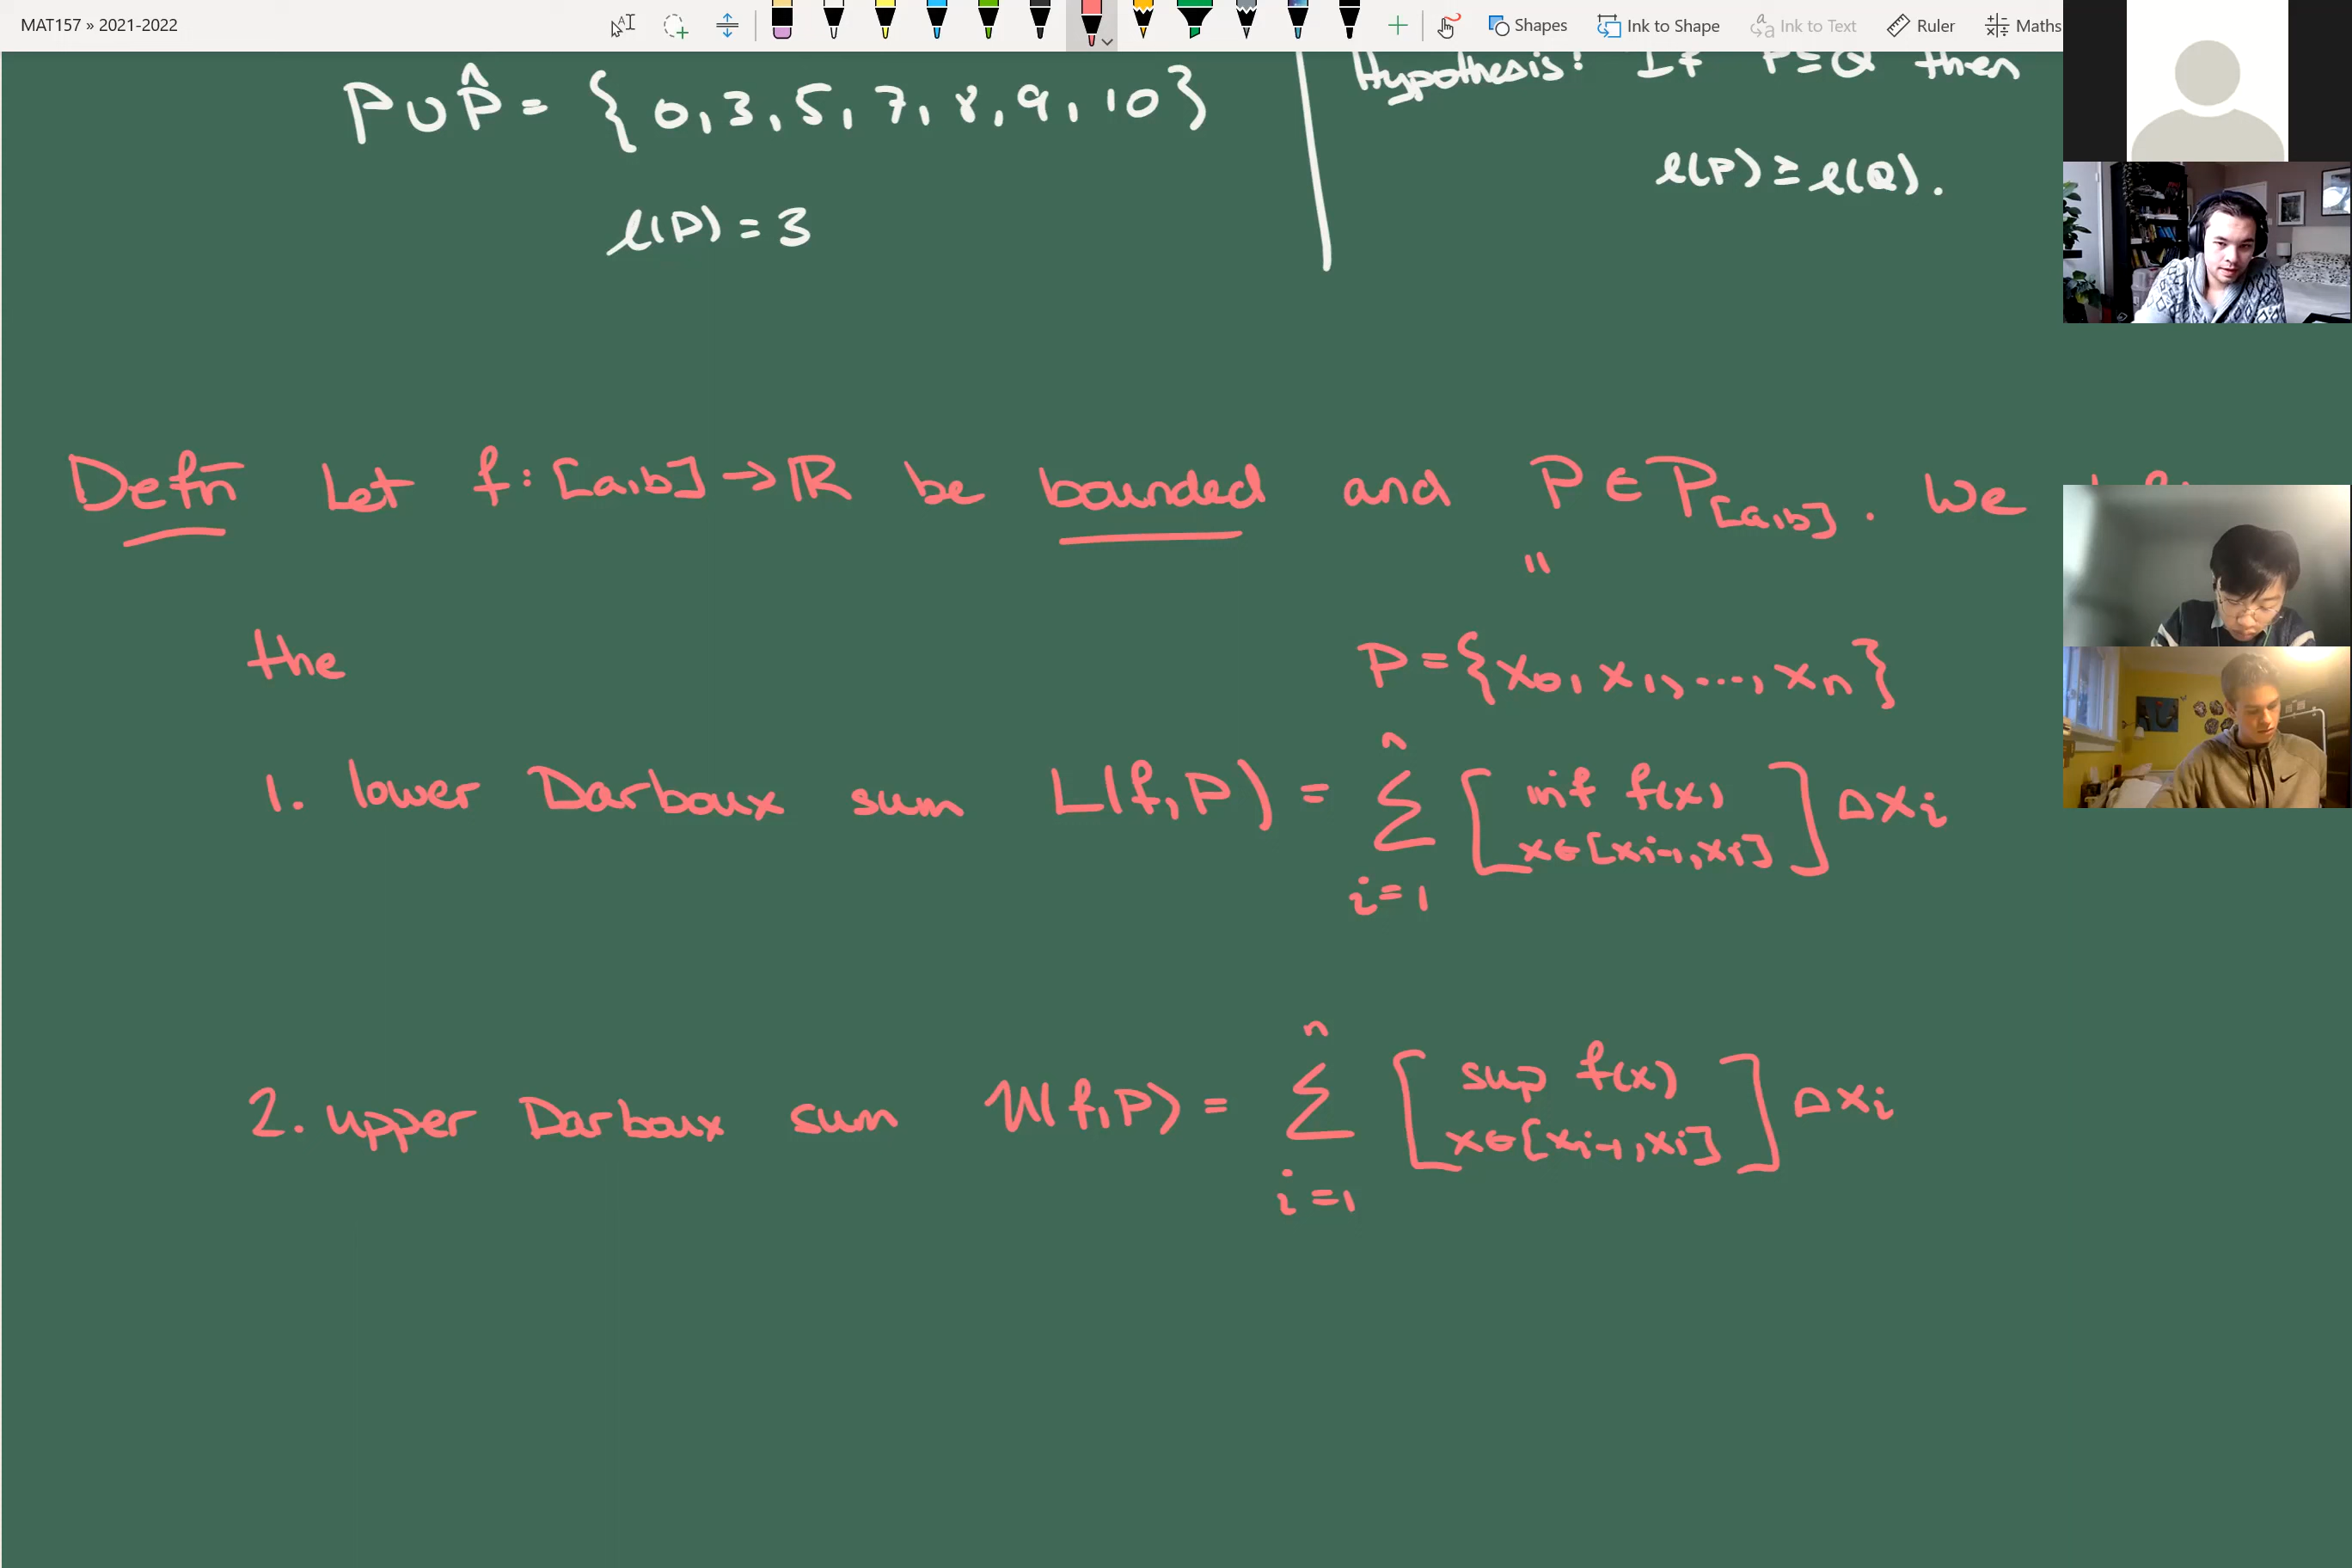 MAT157 » 2021-2022
Shapes
Ink to Shape
Ink to Text
Ruler
Maths
P ∪ P̂ = { 0, 3, 5, 7, 8, 9, 10 }
l(P) = 3
Hypothesis: If P ⊆ Q then
l(P) ≥ l(Q).
Defn Let f: [a,b] → ℝ be bounded and P ∈ P[a,b]. We
"
the
P = {x₀, x₁, ..., xₙ}
1. lower Darboux sum L(f,P) = Σ_{i=1}^{n} [ inf f(x) x∈[xᵢ₋₁, xᵢ] ] Δxᵢ
2. upper Darboux sum U(f,P) = Σ_{i=1}^{n} [ sup f(x) x∈[xᵢ₋₁, xᵢ] ] Δxᵢ